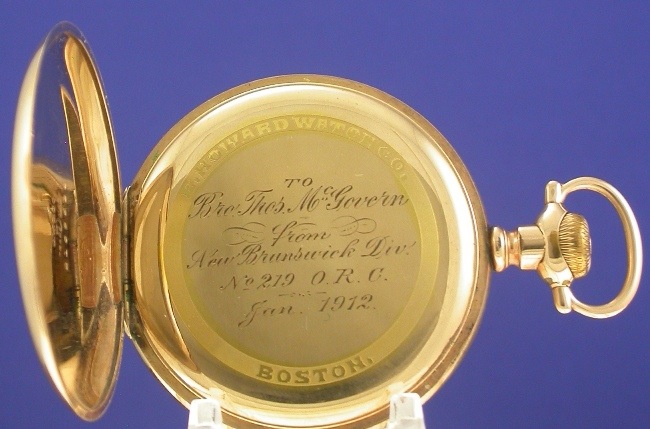 E. HOWARD WATCH CO.
TO
Bro. Thos. McGovern
from
New Brunswick Div.
No 219 O. R. C.
Jan. 1912.
BOSTON.